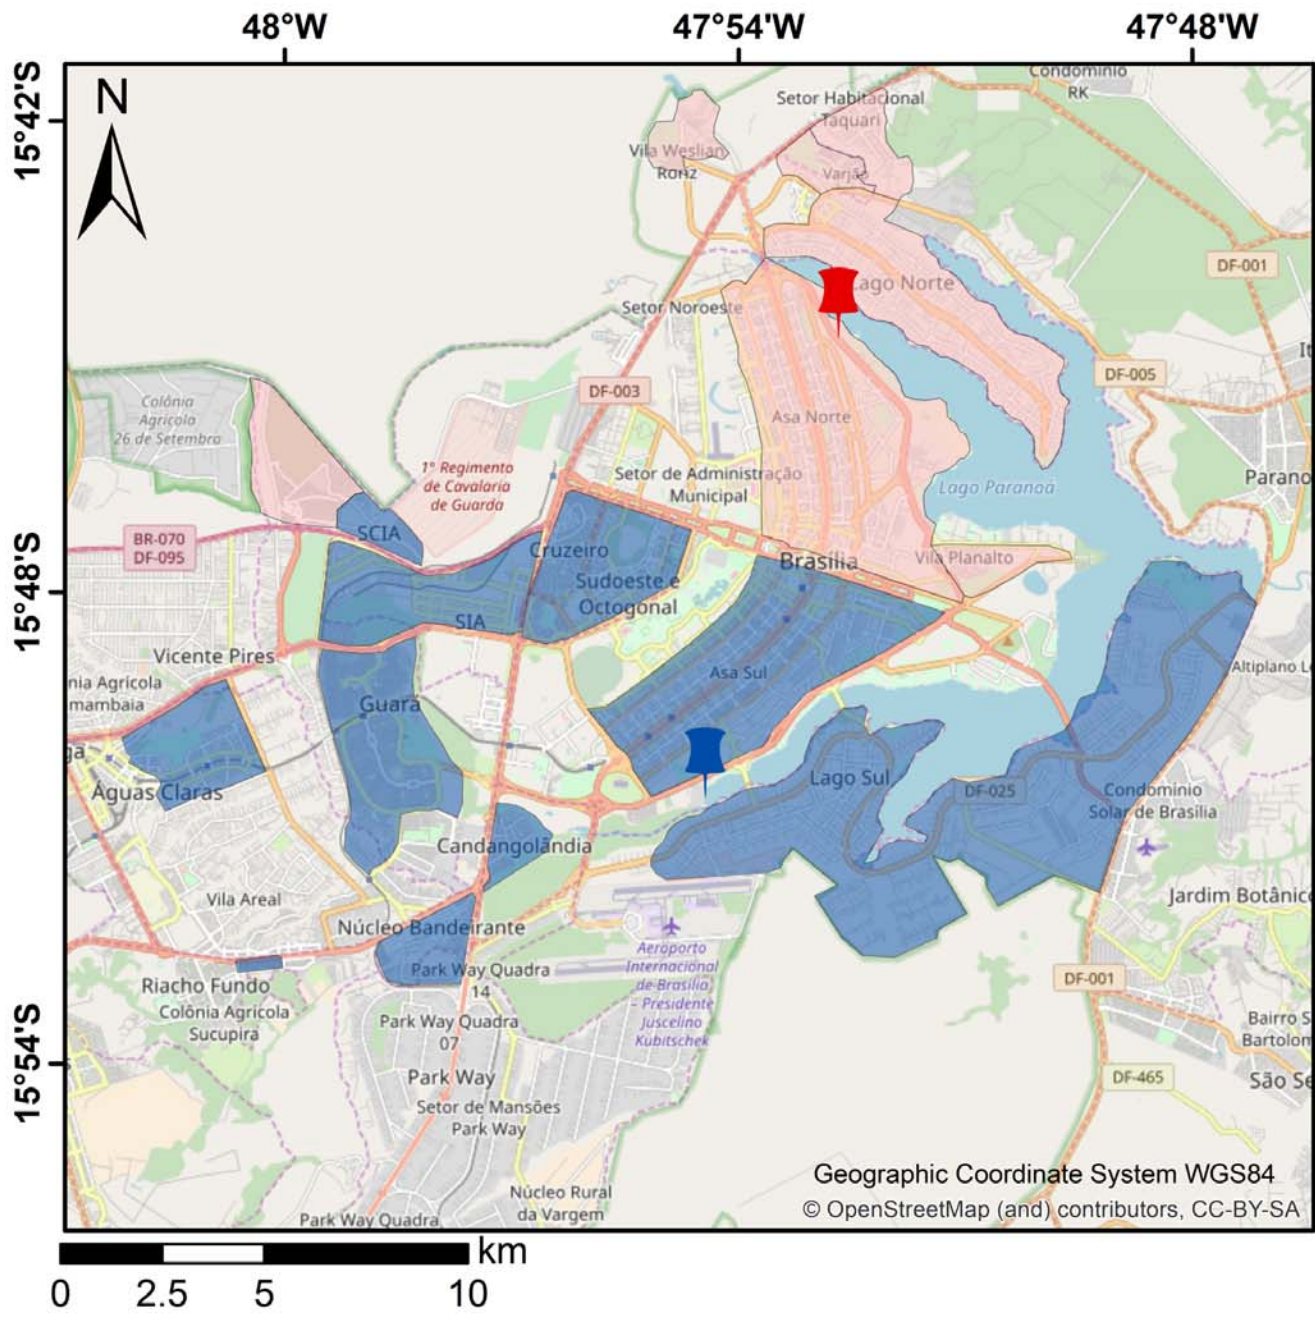 48°W
47°54'W
47°48'W
15°42'S
15°48'S
15°54'S
N
Condomínio
RK
Setor Habitacional
Taquari
Vila Weslian
Roriz
Varjão
DF-001
Lago Norte
Setor Noroeste
DF-003
DF-005
Colônia
Agrícola
26 de Setembro
Asa Norte
1° Regimento
de Cavalaria
de Guarda
Setor de Administração
Municipal
Lago Paranoá
Parano
SCIA
BR-070
DF-095
Cruzeiro
Brasília
Vila Planalto
Sudoeste e
Octogonal
SIA
Vicente Pires
Altiplano L
nia Agrícola
mambaia
Asa Sul
Guará
ga
Águas Claras
Lago Sul
DF-025
Condomínio
Solar de Brasília
Candangolândia
Vila Areal
Jardim Botânic
Núcleo Bandeirante
Aeroporto
Internacional
de Brasília
– Presidente
Juscelino
Kubitschek
Park Way Quadra
14
Riacho Fundo
DF-001
Colônia Agrícola
Sucupira
Park Way Quadra
07
Bairro S
Bartolom
Park Way
DF-465
São Se
Setor de Mansões
Park Way
Geographic Coordinate System WGS84
Núcleo Rural
da Vargem
© OpenStreetMap (and) contributors, CC-BY-SA
Park Way Quadra
km
0 2.5 5 10